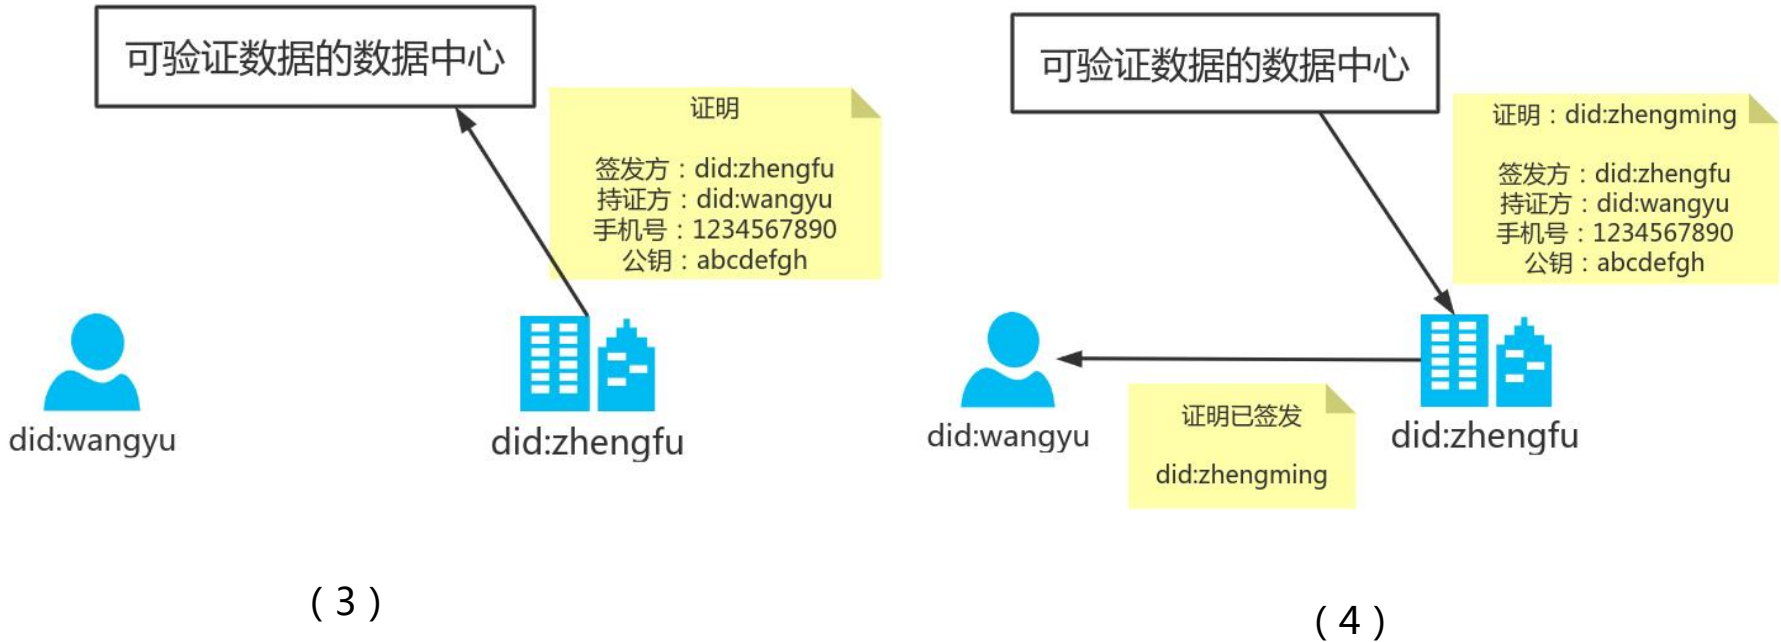 可验证数据的数据中心
证明
签发方：did:zhengfu
持证方：did:wangyu
手机号：1234567890
公钥：abcdefgh
did:wangyu
did:zhengfu
（3）
可验证数据的数据中心
证明：did:zhengming
签发方：did:zhengfu
持证方：did:wangyu
手机号：1234567890
公钥：abcdefgh
did:wangyu
证明已签发
did:zhengming
did:zhengfu
（4）